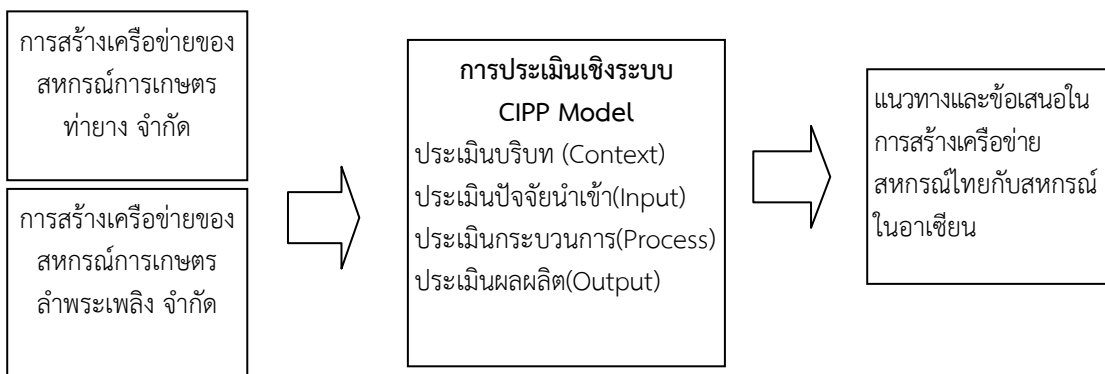 การสร้างเครือข่ายของ
สหกรณ์การเกษตร
ท่ายาง จำกัด
การสร้างเครือข่ายของ
สหกรณ์การเกษตร
ลำพระเพลิง จำกัด
การประเมินเชิงระบบ
CIPP Model
ประเมินบริบท (Context)
ประเมินปัจจัยนำเข้า(Input)
ประเมินกระบวนการ(Process)
ประเมินผลผลิต(Output)
แนวทางและข้อเสนอใน
การสร้างเครือข่าย
สหกรณ์ไทยกับสหกรณ์
ในอาเซียน